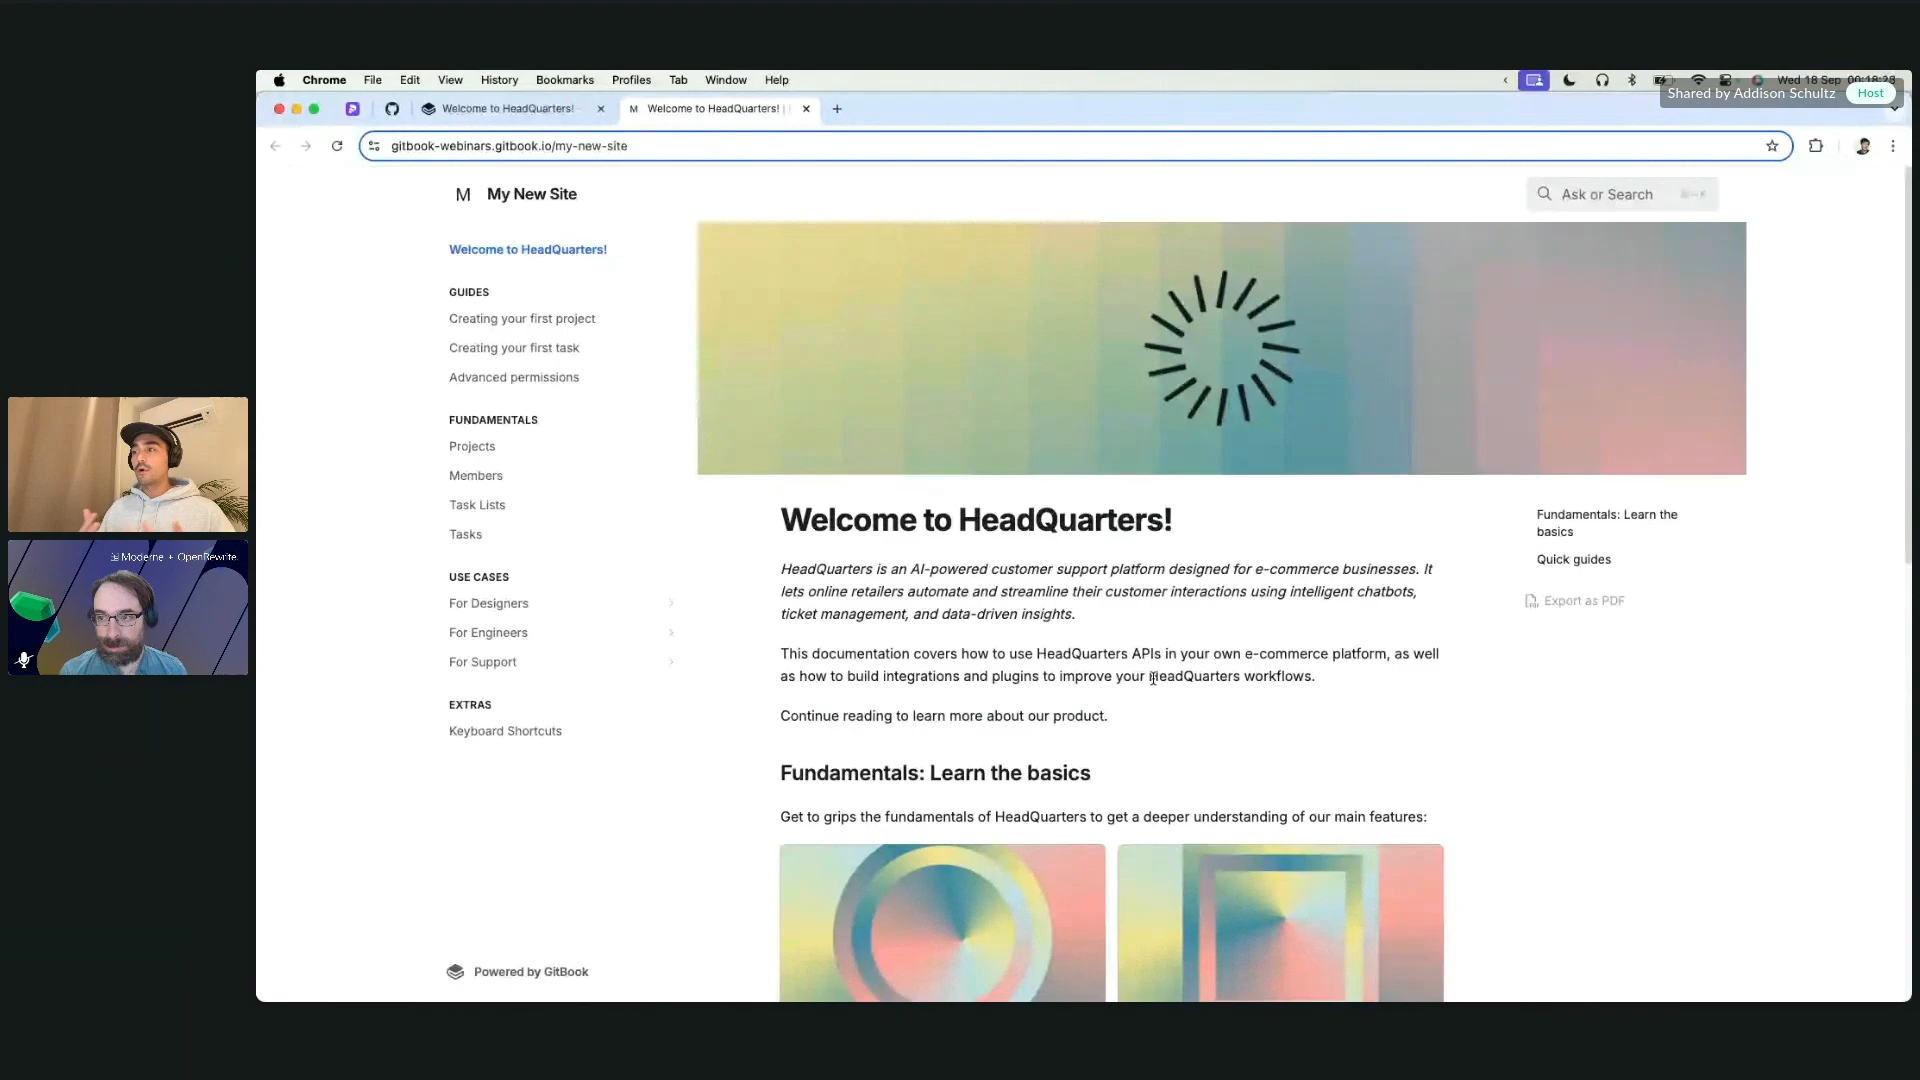 Chrome File Edit View History Bookmarks Profiles Tab Window Help
Wed 18 Sep 00:18:23
Shared by Addison Schultz Host
Welcome to HeadQuarters!
Welcome to HeadQuarters! |
gitbook-webinars.gitbook.io/my-new-site
M My New Site
Ask or Search
Welcome to HeadQuarters!
GUIDES
Creating your first project
Creating your first task
Advanced permissions
FUNDAMENTALS
Projects
Members
Task Lists
Tasks
USE CASES
For Designers
For Engineers
For Support
EXTRAS
Keyboard Shortcuts
Powered by GitBook
Welcome to HeadQuarters!
HeadQuarters is an AI-powered customer support platform designed for e-commerce businesses. It
lets online retailers automate and streamline their customer interactions using intelligent chatbots,
ticket management, and data-driven insights.
This documentation covers how to use HeadQuarters APIs in your own e-commerce platform, as well
as how to build integrations and plugins to improve your HeadQuarters workflows.
Continue reading to learn more about our product.
Fundamentals: Learn the basics
Get to grips the fundamentals of HeadQuarters to get a deeper understanding of our main features:
Fundamentals: Learn the
basics
Quick guides
Export as PDF
Moderne + OpenRewrite